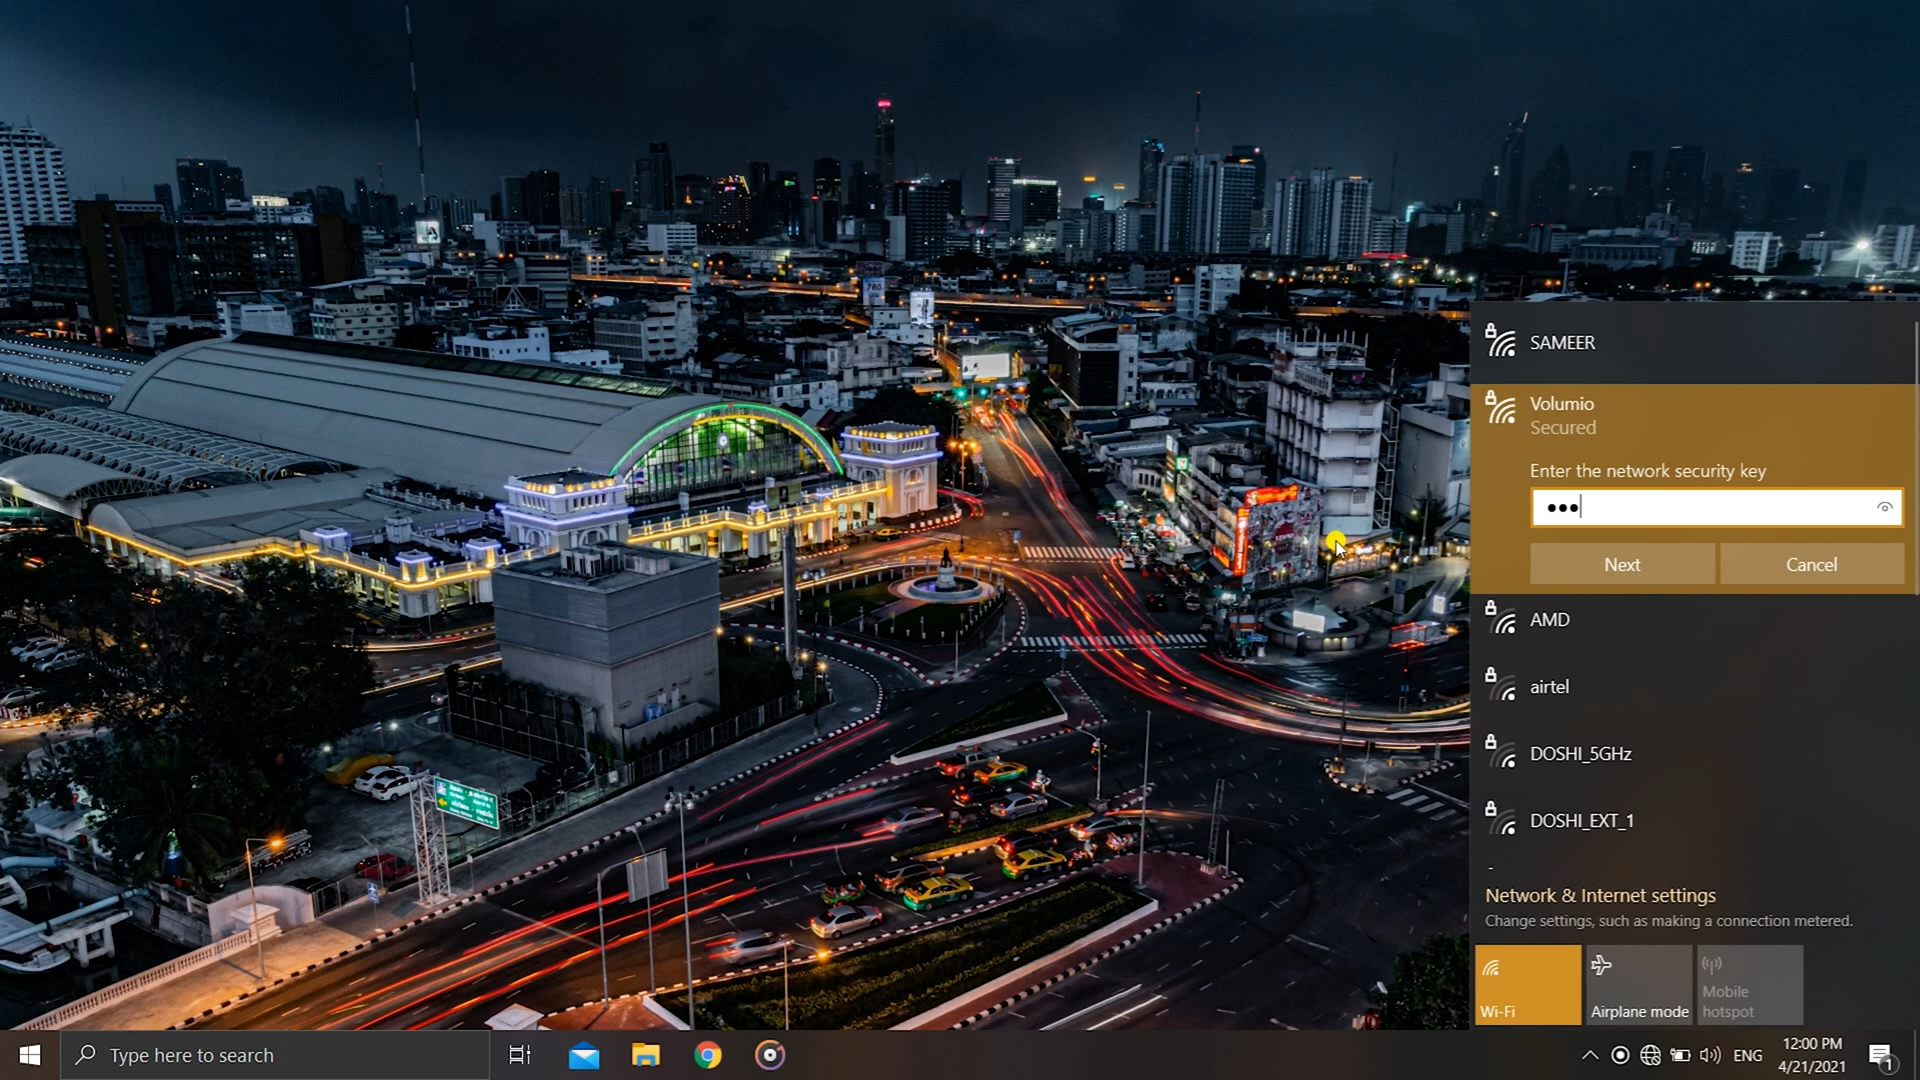 780
SAMEER
Volumio
Secured
Enter the network security key
Next
Cancel
AMD
airtel
DOSHI_5GHz
DOSHI_EXT_1
Network & Internet settings
Change settings, such as making a connection metered.
Wi-Fi
Airplane mode
Mobile
hotspot
Type here to search
ENG
12:00 PM
4/21/2021
1